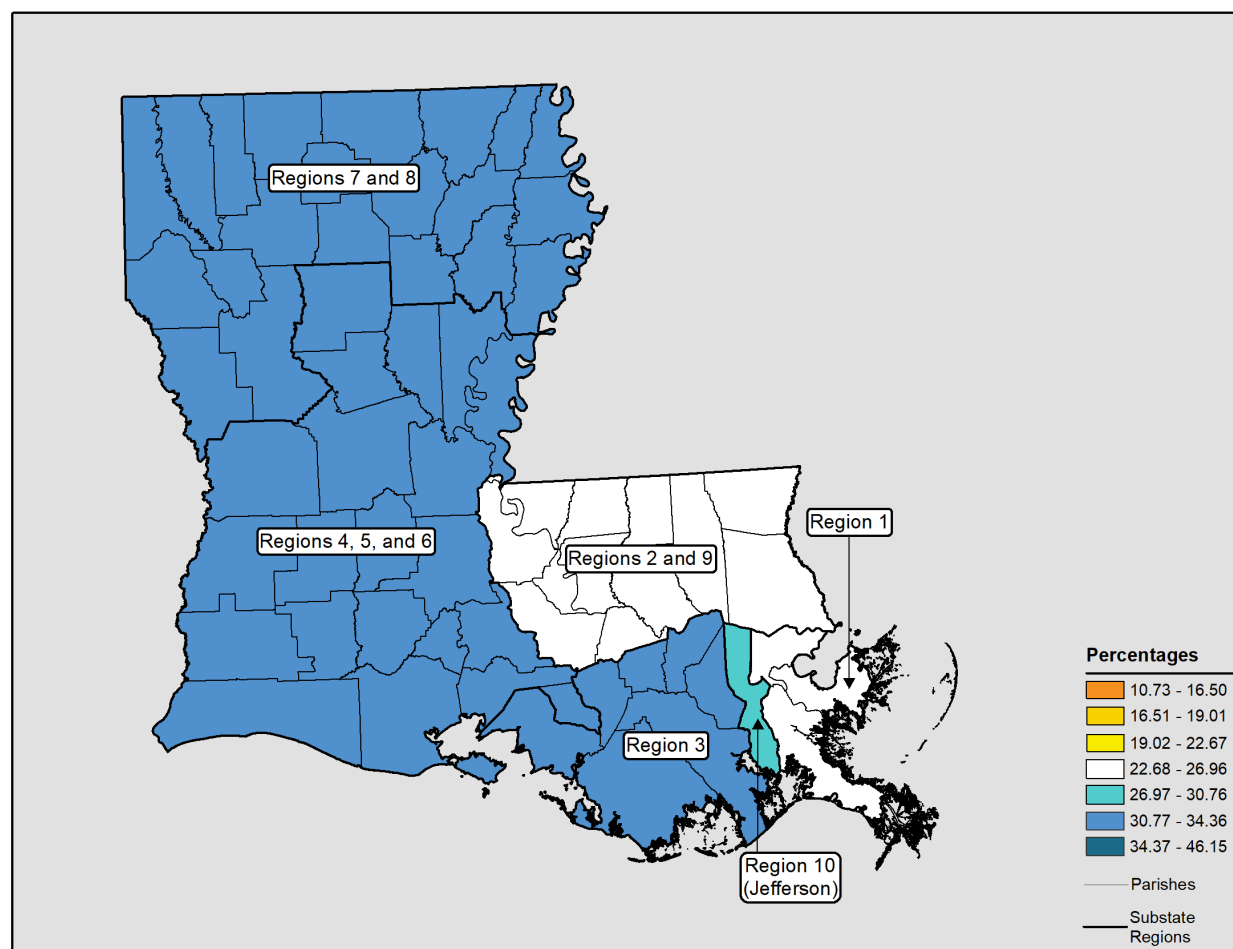 Regions 7 and 8
Region 1
Regions 4, 5, and 6
Regions 2 and 9
Region 3
Region 10
(Jefferson)
Percentages
10.73 - 16.50
16.51 - 19.01
19.02 - 22.67
22.68 - 26.96
26.97 - 30.76
30.77 - 34.36
34.37 - 46.15
Parishes
Substate
Regions